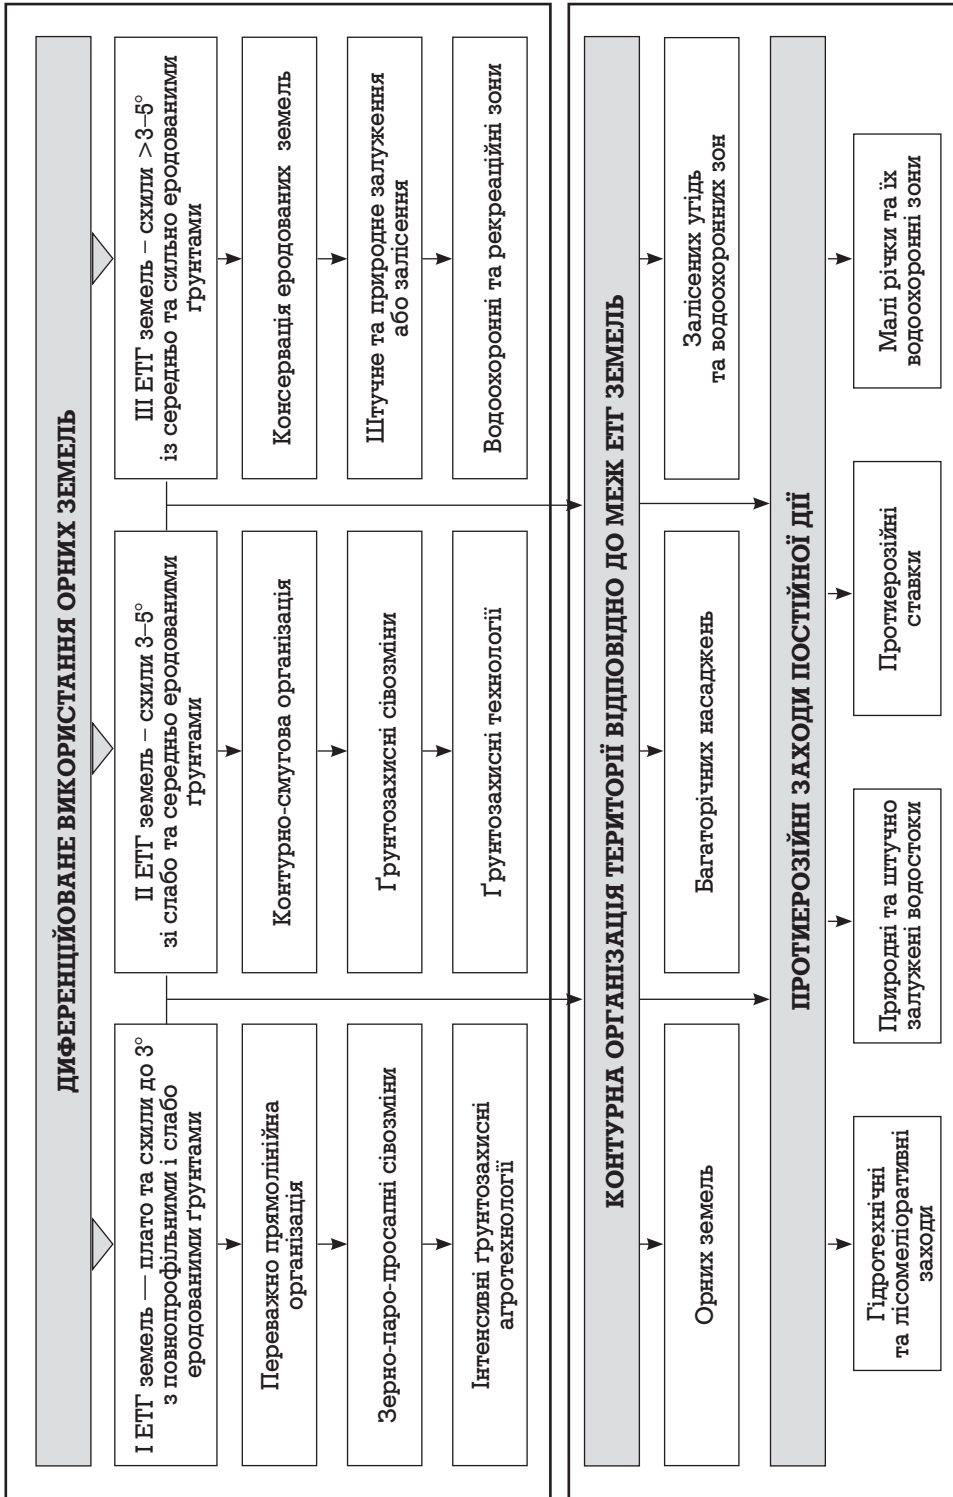 ДИФЕРЕНЦІЙОВАНЕ ВИКОРИСТАННЯ ОРНИХ ЗЕМЕЛЬ
І ЕТГ земель — плато та схили до 3°
з повнопрофільними і слабо
еродованими ґрунтами
Переважно прямолінійна
організація
Зерно-паро-просапні сівозміни
Інтенсивні ґрунтозахисні
агротехнології
ІІ ЕТГ земель – схили 3–5°
зі слабо та середньо еродованими
ґрунтами
Контурно-смугова організація
Ґрунтозахисні сівозміни
Ґрунтозахисні технології
ІІІ ЕТГ земель – схили >3–5°
із середньо та сильно еродованими
ґрунтами
Консервація еродованих земель
Штучне та природне залуження
або залісення
Водоохоронні та рекреаційні зони
КОНТУРНА ОРГАНІЗАЦІЯ ТЕРИТОРІЇ ВІДПОВІДНО ДО МЕЖ ЕТГ ЗЕМЕЛЬ
Орних земель
Багаторічних насаджень
Залісених угідь
та водоохоронних зон
ПРОТИЕРОЗІЙНІ ЗАХОДИ ПОСТІЙНОЇ ДІЇ
Гідротехнічні
та лісомеліоративні
заходи
Природні та штучно
залужені водостоки
Протиерозійні
ставки
Малі річки та їх
водоохоронні зони